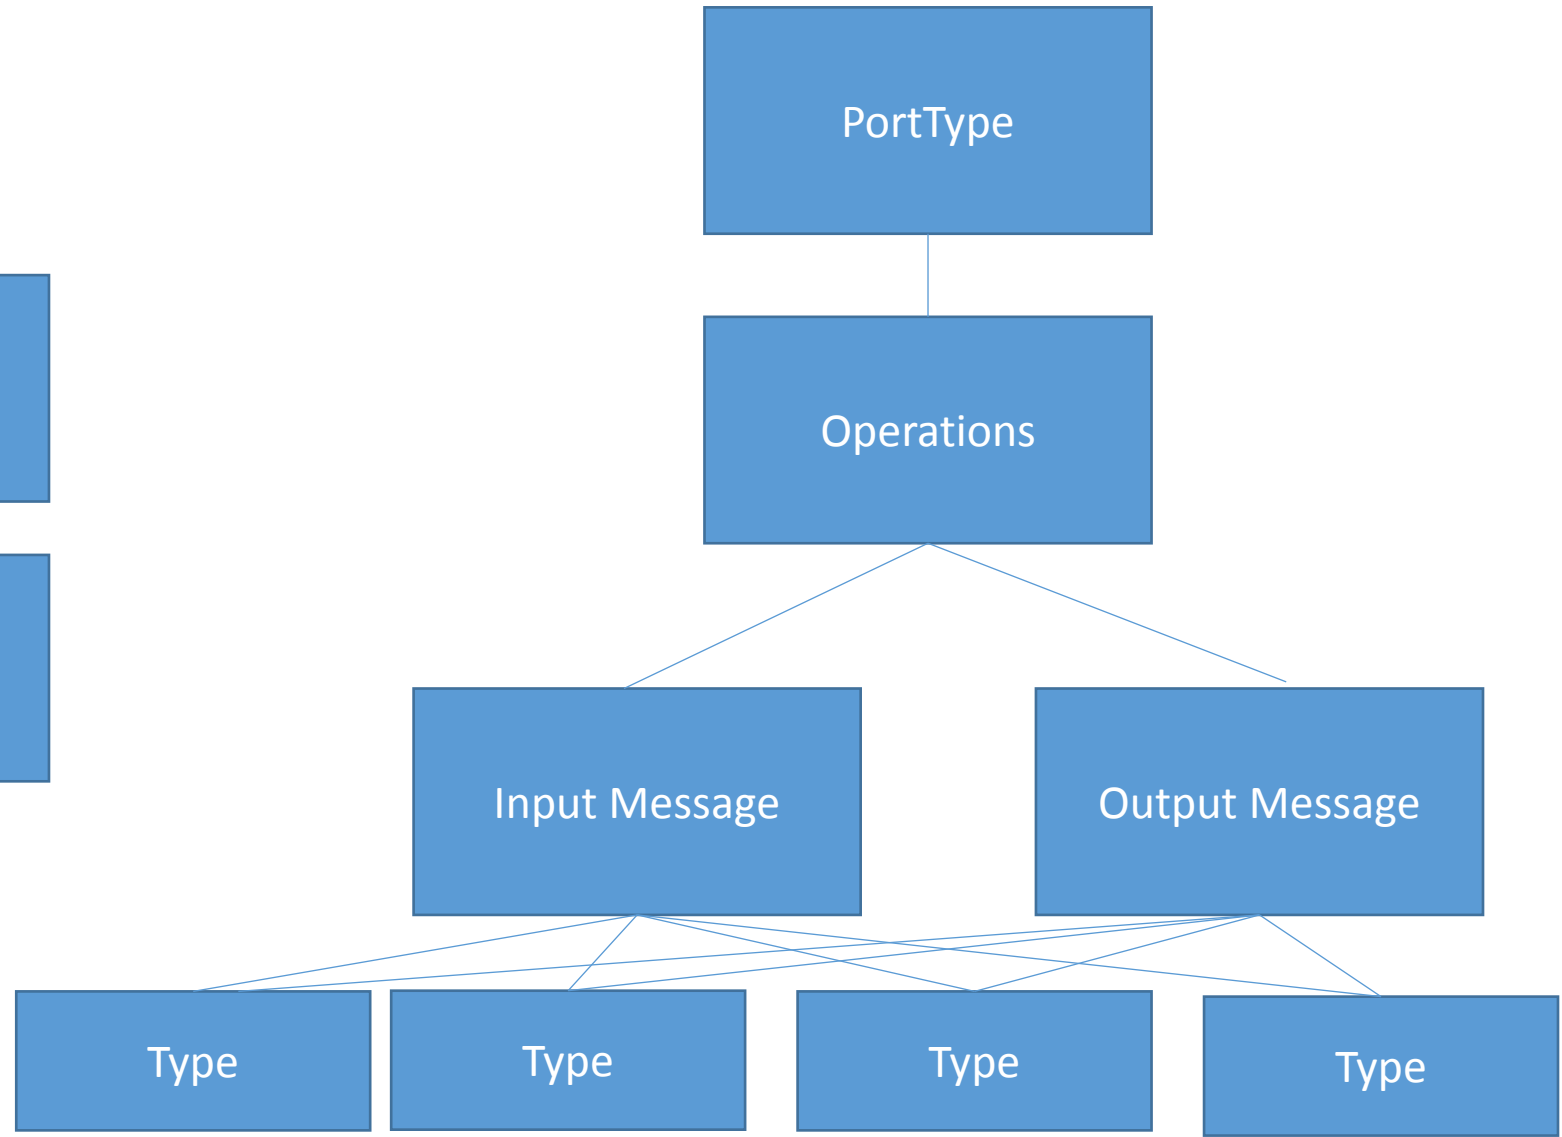 PortType
Operations
Input Message
Output Message
Type
Type
Type
Type